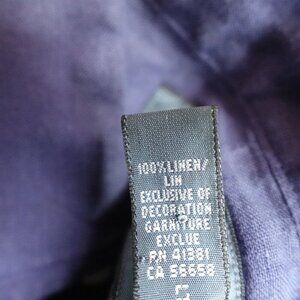 100% LINEN/
LIN
EXCLUSIVE OF
DECORATION
GARNITURE
EXCLUE
RN 41381
CA 56658